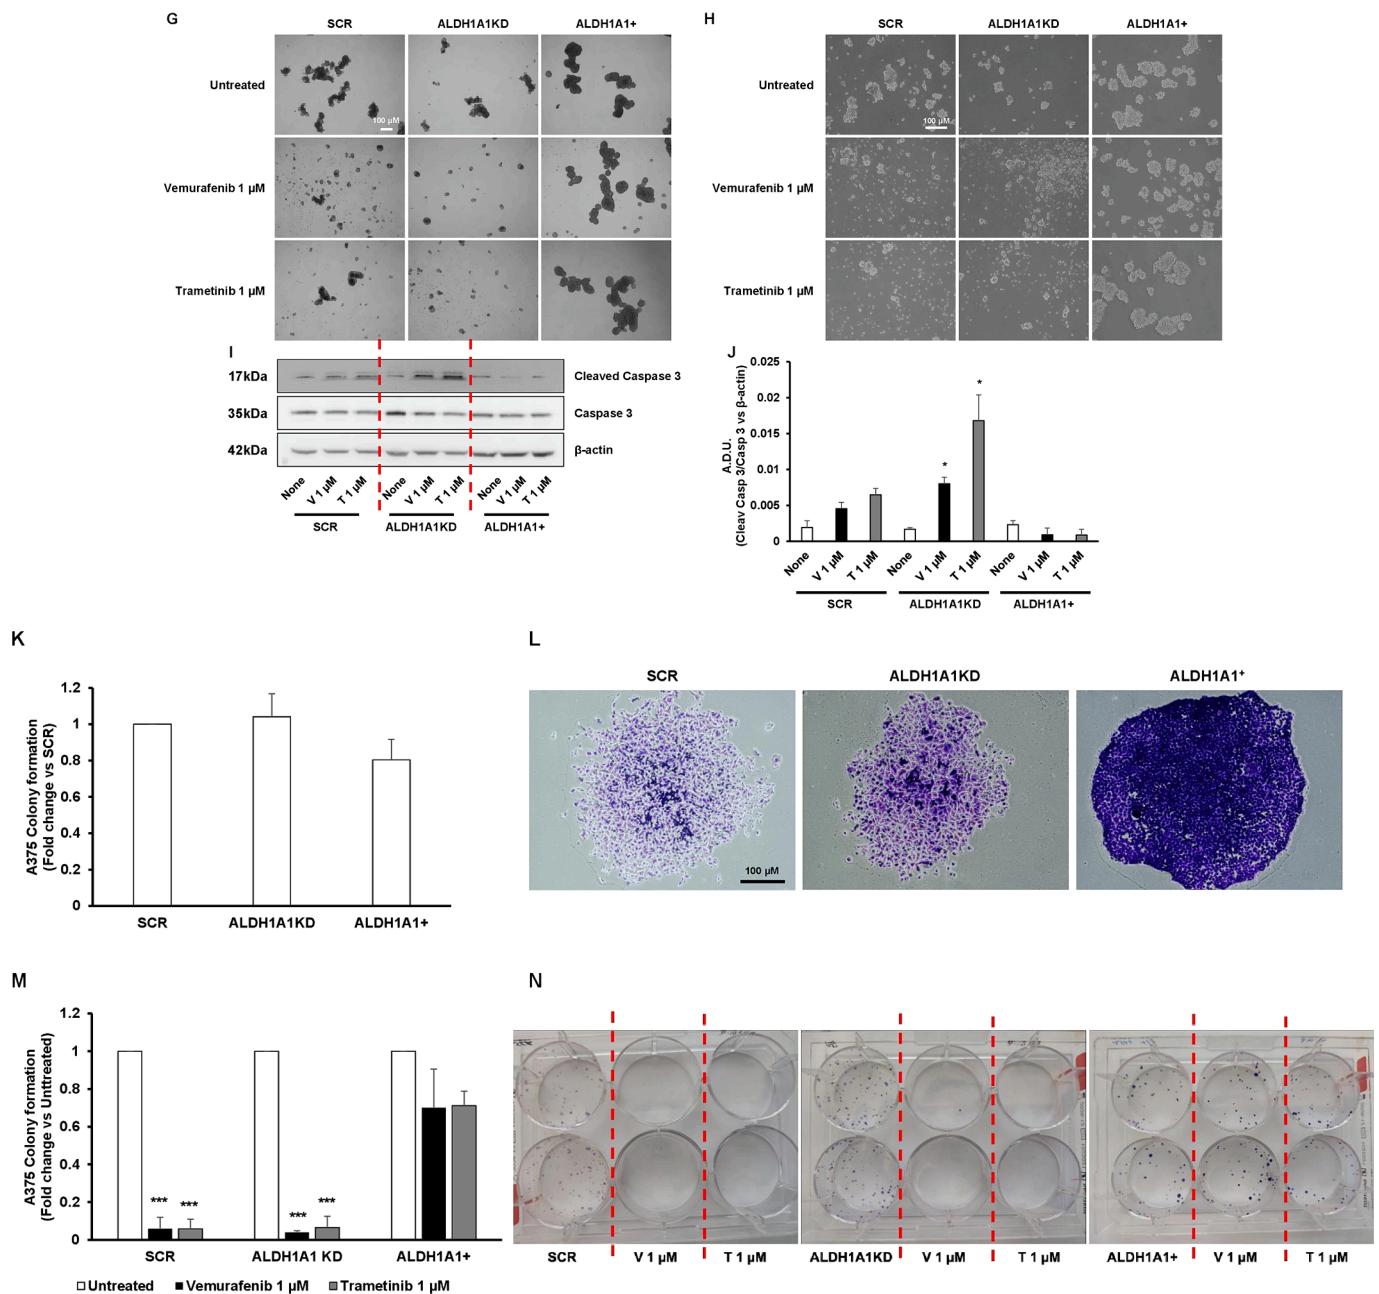 G
SCR
ALDH1A1KD
ALDH1A1+
Untreated
100 µM
Vemurafenib 1 µM
Trametinib 1 µM
H
SCR
ALDH1A1KD
ALDH1A1+
Untreated
100 µM
Vemurafenib 1 µM
Trametinib 1 µM
I
17kDa
Cleaved Caspase 3
35kDa
Caspase 3
42kDa
β-actin
None
V 1 µM
T 1 µM
None
V 1 µM
T 1 µM
None
V 1 µM
T 1 µM
SCR
ALDH1A1KD
ALDH1A1+
J
A.D.U.
(Cleav Casp 3/Casp 3 vs β-actin)
0.025
0.02
0.015
0.01
0.005
0
*
*
None
V 1 µM
T 1 µM
None
V 1 µM
T 1 µM
None
V 1 µM
T 1 µM
SCR
ALDH1A1KD
ALDH1A1+
K
A375 Colony formation
(Fold change vs SCR)
1.2
1
0.8
0.6
0.4
0.2
0
SCR
ALDH1A1KD
ALDH1A1+
L
SCR
ALDH1A1KD
ALDH1A1+
100 µM
M
A375 Colony formation
(Fold change vs Unttreated)
1.2
1
0.8
0.6
0.4
0.2
0
***
***
***
***
SCR
ALDH1A1 KD
ALDH1A1+
Untreated
Vemurafenib 1 µM
Trametinib 1 µM
N
SCR
V 1 µM
T 1 µM
ALDH1A1KD
V 1 µM
T 1 µM
ALDH1A1+
V 1 µM
T 1 µM